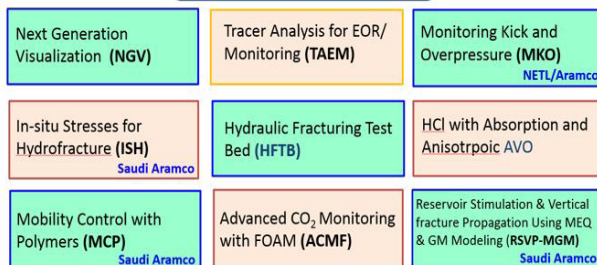 Next Generation
Visualization (NGV)
Tracer Analysis for EOR/
Monitoring (TAEM)
Monitoring Kick and
Overpressure (MKO)
NETL/Aramco
In-situ Stresses for
Hydrofracture (ISH)
Saudi Aramco
Hydraulic Fracturing Test
Bed (HFTB)
HCl with Absorption and
Anisotrpoic AVO
Mobility Control with
Polymers (MCP)
Saudi Aramco
Advanced CO₂ Monitoring
with FOAM (ACMF)
Reservoir Stimulation & Vertical
fracture Propagation Using MEQ
& GM Modeling (RSVP-MGM)
Saudi Aramco